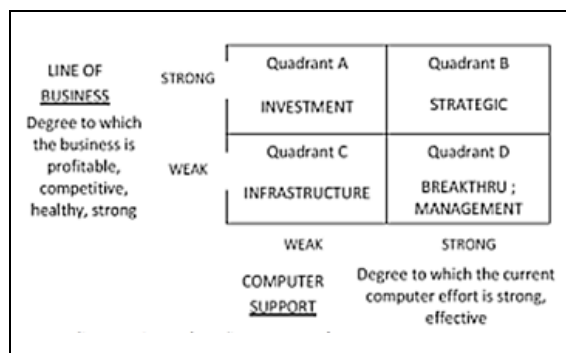 LINE OF
BUSINESS
Degree to which
the business is
profitable,
competitive,
healthy, strong
STRONG
WEAK
Quadrant A
INVESTMENT
Quadrant B
STRATEGIC
Quadrant C
INFRASTRUCTURE
Quadrant D
BREAKTHRU ;
MANAGEMENT
WEAK
STRONG
COMPUTER
SUPPORT
Degree to which the current
computer effort is strong,
effective